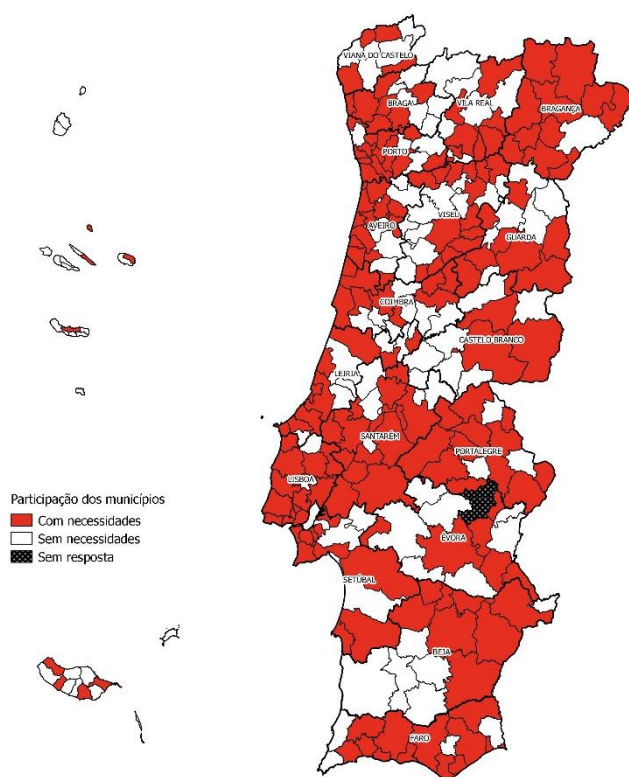 VIANA DO CASTELO
BRAGA
VILA REAL
BRAGANÇA
PORTO
AVEIRO
VISEU
GUARDA
COIMBRA
CASTELO BRANCO
LEIRIA
SANTARÉM
PORTALEGRE
LISBOA
Participação dos municípios
Com necessidades
Sem necessidades
Sem resposta
ÉVORA
SETÚBAL
BEJA
FARO